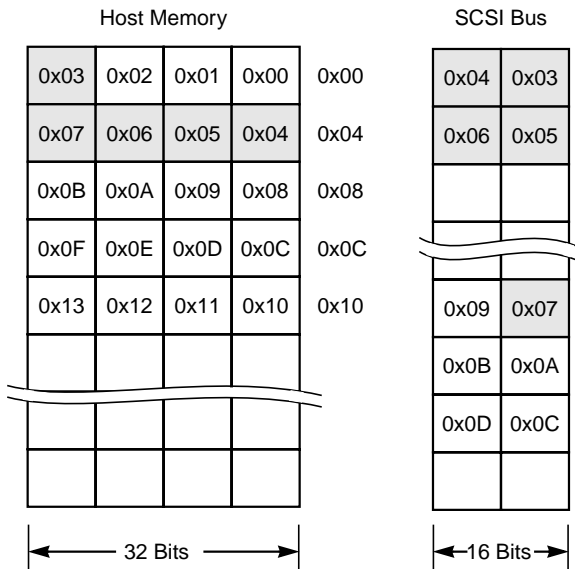 Host Memory
SCSI Bus
0x03 0x02 0x01 0x00 0x00
0x07 0x06 0x05 0x04 0x04
0x0B 0x0A 0x09 0x08 0x08
0x0F 0x0E 0x0D 0x0C 0x0C
0x13 0x12 0x11 0x10 0x10
32 Bits
0x04 0x03
0x06 0x05
0x09 0x07
0x0B 0x0A
0x0D 0x0C
16 Bits